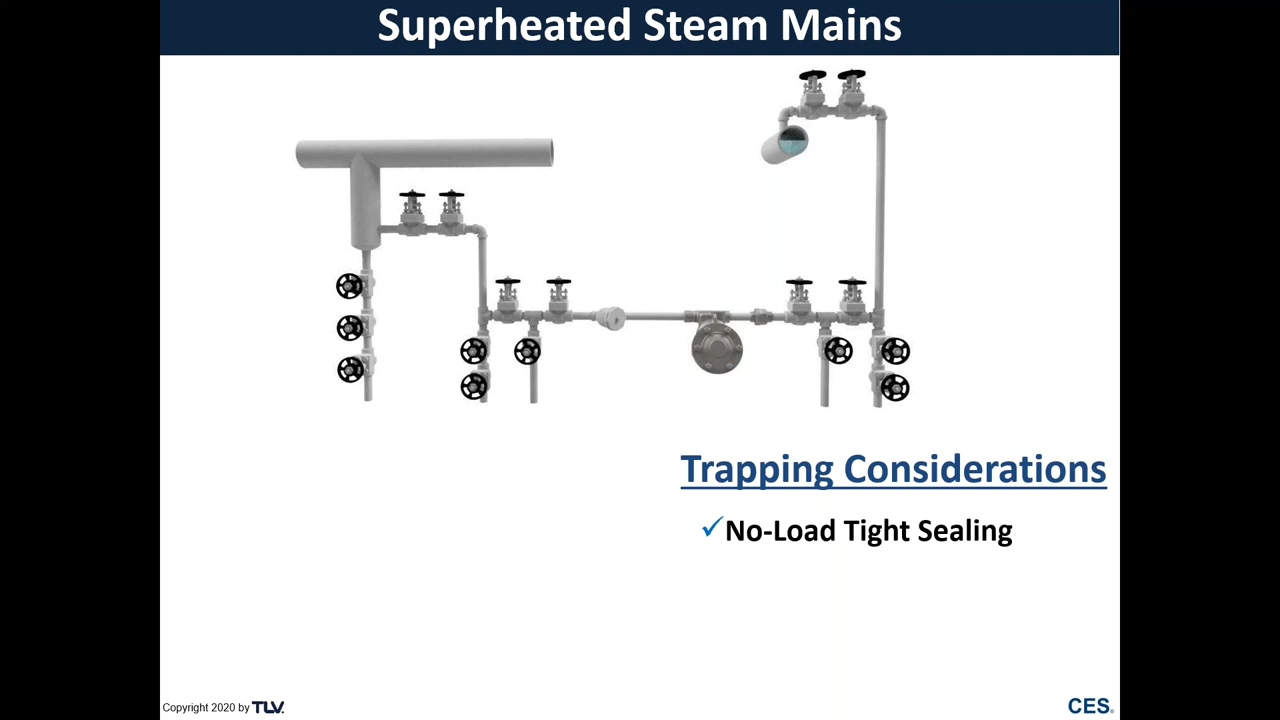 Superheated Steam Mains
Trapping Considerations
✓No-Load Tight Sealing
Copyright 2020 by TLV.
CES®